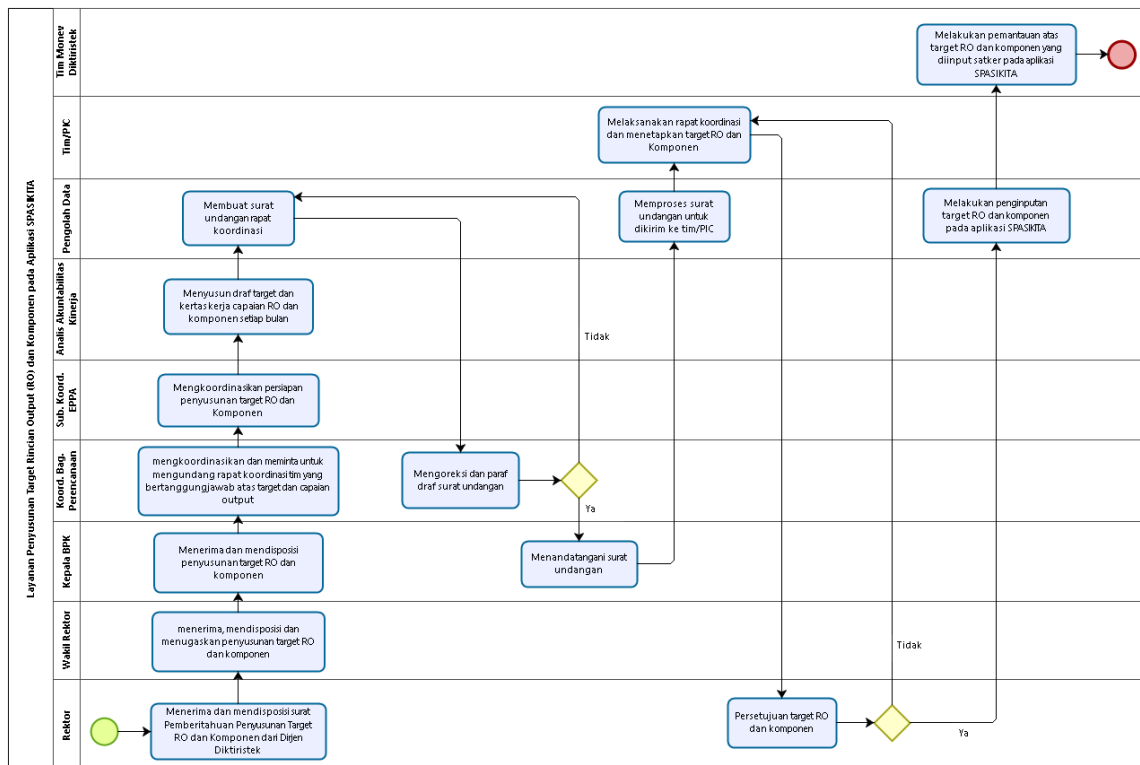 Layanan Penyusunan Target Rincian Output (RO) dan Komponen pada Aplikasi SPASIKITA
Tim Monev
Diktiristek
Melakukan pemantauan atas
target RO dan komponen yang
diinput satker pada aplikasi
SPASIKITA
Tim/PIC
Melaksanakan rapat koordinasi
dan menetapkan target RO dan
Komponen
Pengolah Data
Membuat surat
undangan rapat
koordinasi
Memproses surat
undangan untuk
dikirim ke tim/PIC
Melakukan penginputan
target RO dan komponen
pada aplikasi SPASIKITA
Analis Akuntabilitas
Kinerja
Menyusun draf target dan
kertas kerja capaian RO dan
komponen setiap bulan
Tidak
Sub. Koord.
EPPA
Mengkoordinasikan persiapan
penyusunan target RO dan
Komponen
Koord. Bag.
Perencanaan
mengkoordinasikan dan meminta untuk
mengundang rapat koordinasi tim yang
bertanggungjawab atas target dan capaian
output
Mengoreksi dan paraf
draf surat undangan
Ya
Kepala BPK
Menerima dan mendisposi
penyusunan target RO dan
komponen
Menandatangani surat
undangan
Wakil Rektor
menerima, mendisposi dan
menugaskan penyusunan target RO
dan komponen
Tidak
Rektor
Menerima dan mendisposi surat
Pemberitahuan Penyusunan Target
RO dan Komponen dari Dirjen
Diktiristek
Persetujuan target RO
dan komponen
Ya